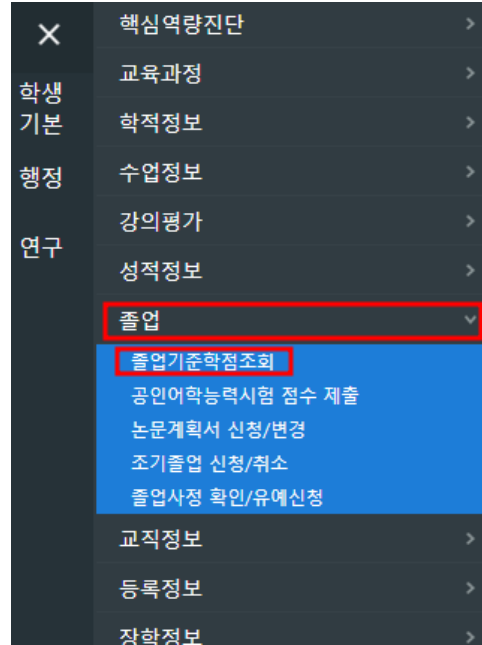 ×
학생
기본
행정
연구
핵심역량진단
교육과정
학적정보
수업정보
강의평가
성적정보
졸업
졸업기준학점조회
공인어학능력시험 점수 제출
논문계획서 신청/변경
조기졸업 신청/취소
졸업사정 확인/유예신청
교직정보
등록정보
장학정보